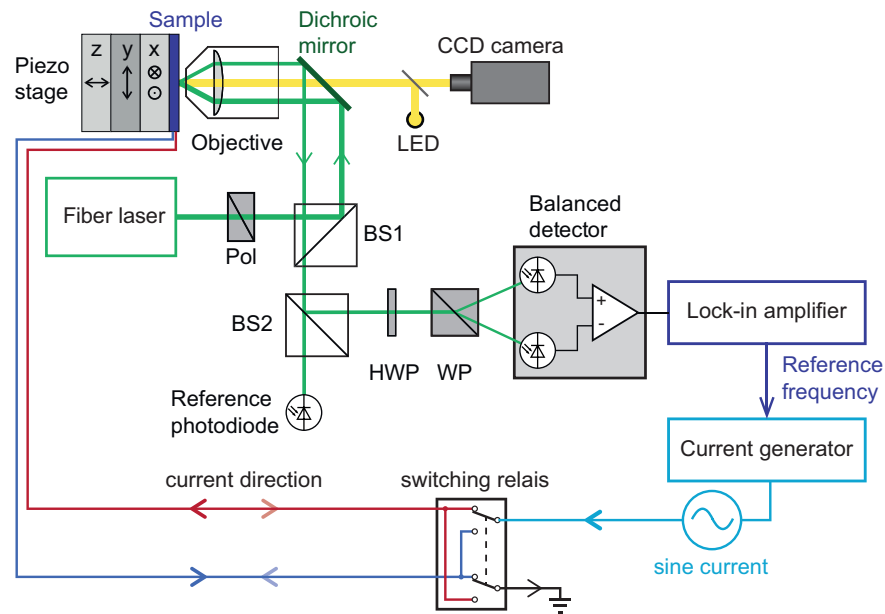 Sample
Dichroic
mirror
CCD camera
z
y
x
Piezo
stage
Objective
LED
Fiber laser
Pol
BS1
Balanced
detector
BS2
HWP
WP
+
-
Lock-in amplifier
Reference
frequency
Reference
photodiode
Current generator
current direction
switching relais
sine current